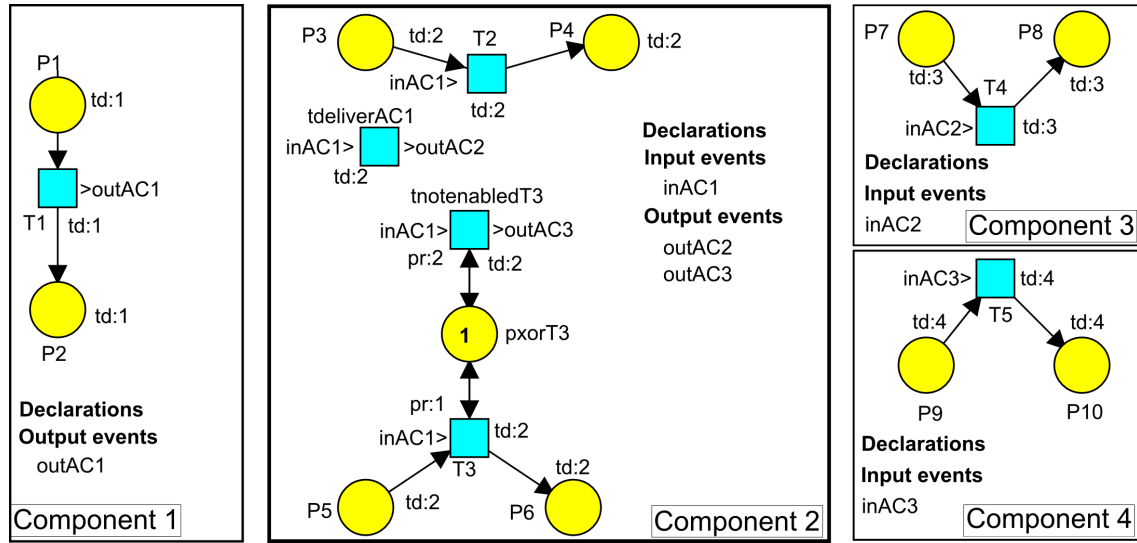 P1
td:1
>outAC1
T1
td:1
td:1
P2
Declarations
Output events
outAC1
Component 1
P3
td:2
T2
P4
td:2
inAC1>
td:2
tdeliverAC1
inAC1>
>outAC2
td:2
tnotenabledT3
inAC1>
>outAC3
pr:2
td:2
1
pxorT3
pr:1
inAC1>
td:2
T3
td:2
P5
td:2
P6
Declarations
Input events
inAC1
Output events
outAC2
outAC3
Component 2
P7
P8
td:3
T4
td:3
inAC2>
td:3
Declarations
Input events
inAC2
Component 3
inAC3>
td:4
T5
td:4
td:4
P9
P10
Declarations
Input events
inAC3
Component 4